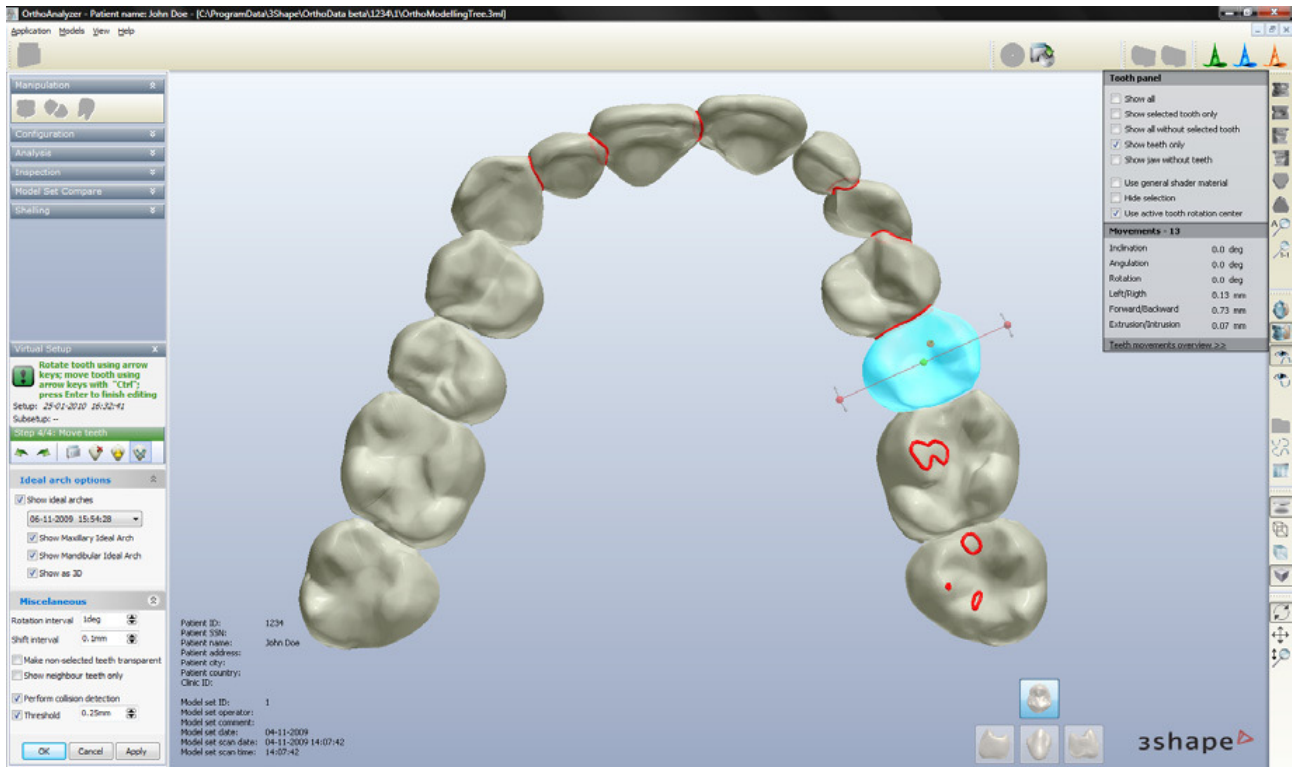 OrthoAnalyzer - Patient name: John Doe - [C:\ProgramData\3Shape\OrthoData beta\1234\1\OrthoModellingTree.3ml]
Application Models View Help
Manipulation
Configuration
Analysis
Inspection
Model Set Compare
Shelling
Virtual Setup X
Rotate tooth using arrow
keys; move tooth using
arrow keys with "Ctrl";
press Enter to finish editing
Setup: 25-01-2010 16:32:41
Subsetup: --
Step 4/4: Move teeth
Ideal arch options
Show ideal arches
06-11-2009 15:54:28
Show Maxillary Ideal Arch
Show Mandibular Ideal Arch
Show as 3D
Miscelaneous
Rotation interval 1deg
Shift interval 0.1mm
Make non-selected teeth transparent
Show neighbour teeth only
Perform collision detection
Threshold 0.25mm
OK Cancel Apply
Patient ID: 1234
Patient SSN:
Patient name: John Doe
Patient address:
Patient city:
Patient country:
Clinic ID:
Model set ID: 1
Model set operator:
Model set comment:
Model set date: 04-11-2009
Model set scan date: 04-11-2009 14:07:42
Model set scan time: 14:07:42
Tooth panel
Show all
Show selected tooth only
Show all without selected tooth
Show teeth only
Show jaw without teeth
Use general shader material
Hide selection
Use active tooth rotation center
Movements - 13
Inclination 0.0 deg
Angulation 0.0 deg
Rotation 0.0 deg
Left/Rigth 0.13 mm
Forward/Backward 0.73 mm
Extrusion/Intrusion 0.07 mm
Teeth movements overview >>
3shape